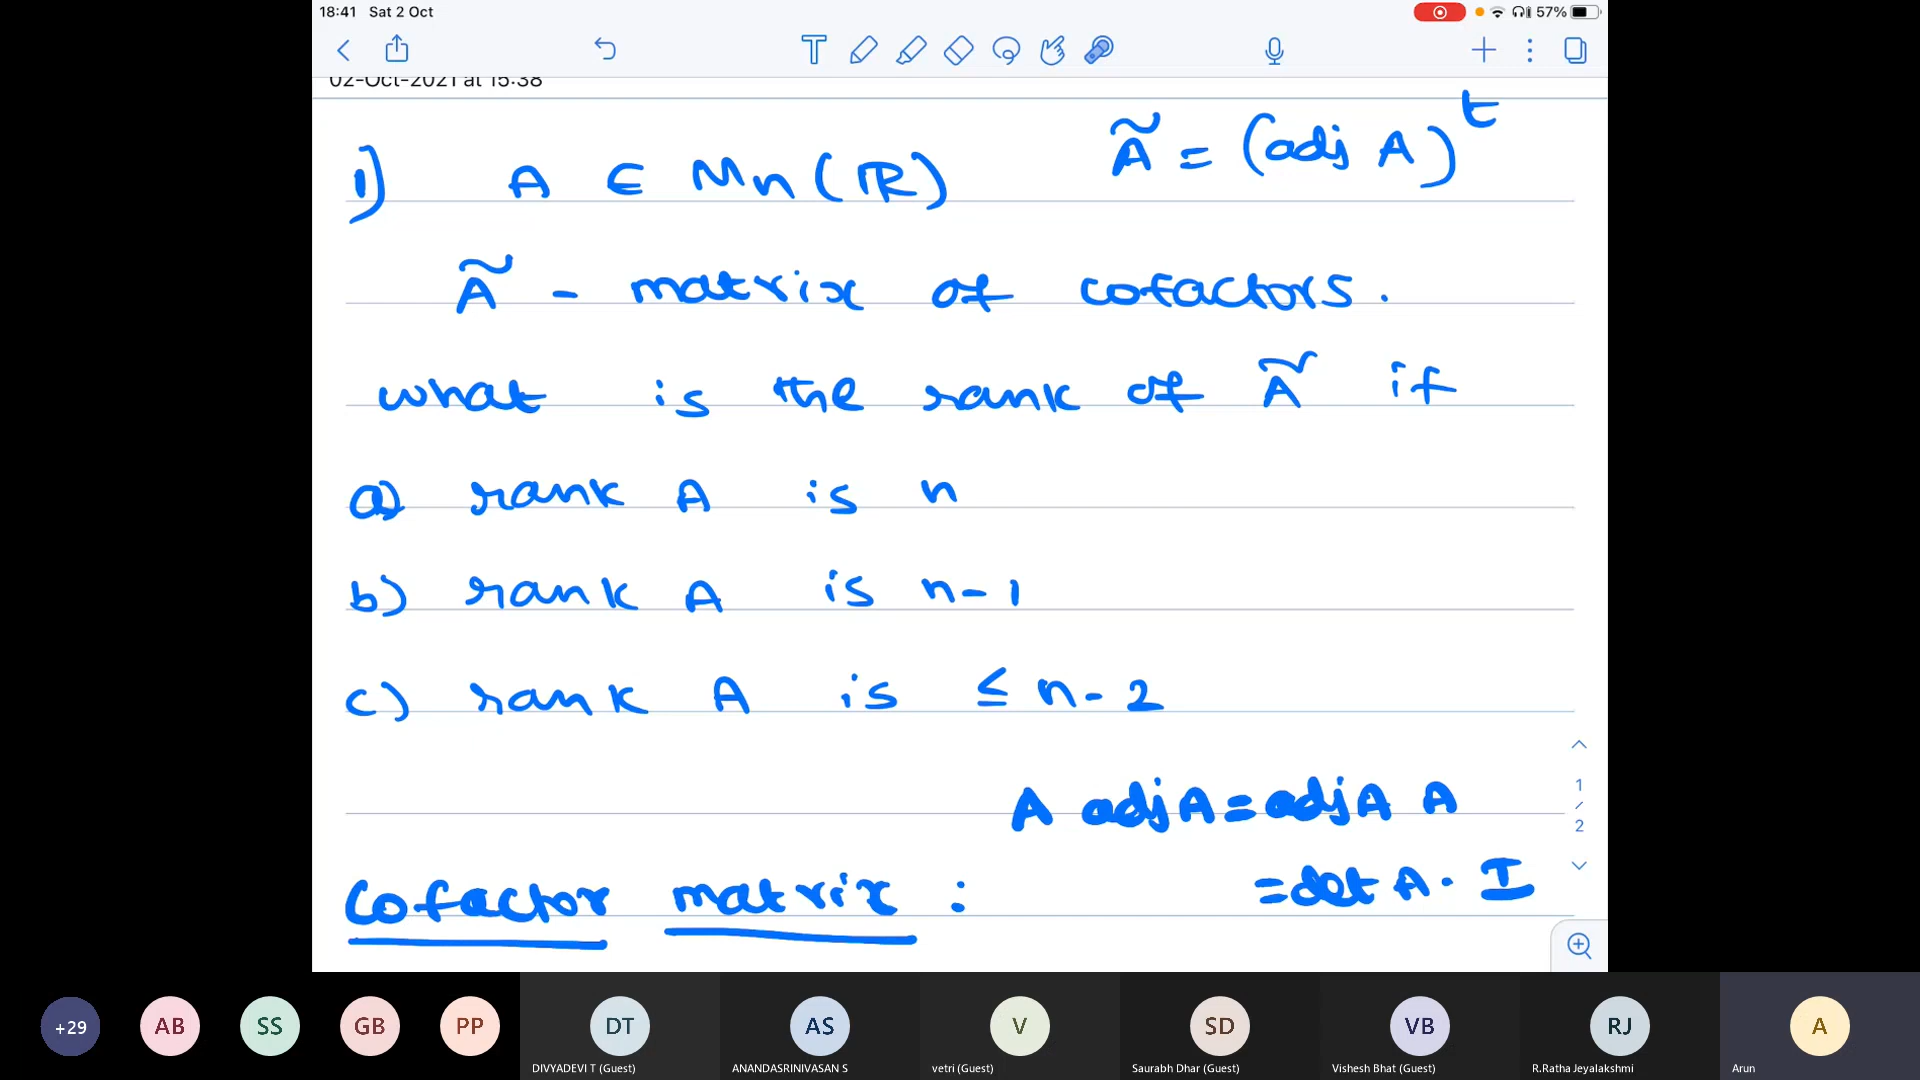 18:41 Sat 2 Oct
57%
02-Oct-2021 at 15:38
Ã = (adj A)^t
1) A ∈ Mn(ℝ)
Ã - matrix of cofactors.
what is the rank of Ã if
a) rank A is n
b) rank A is n-1
c) rank A is ≤ n-2
A adjA = adjA A
= det A · I
1
/
2
Cofactor matrix :
+29 AB SS GB PP DT AS V SD VB RJ A
DIVYADEVI T (Guest) ANANDASRINIVASAN S vetri (Guest) Saurabh Dhar (Guest) Vishesh Bhat (Guest) R.Ratha Jeyalakshmi Arun